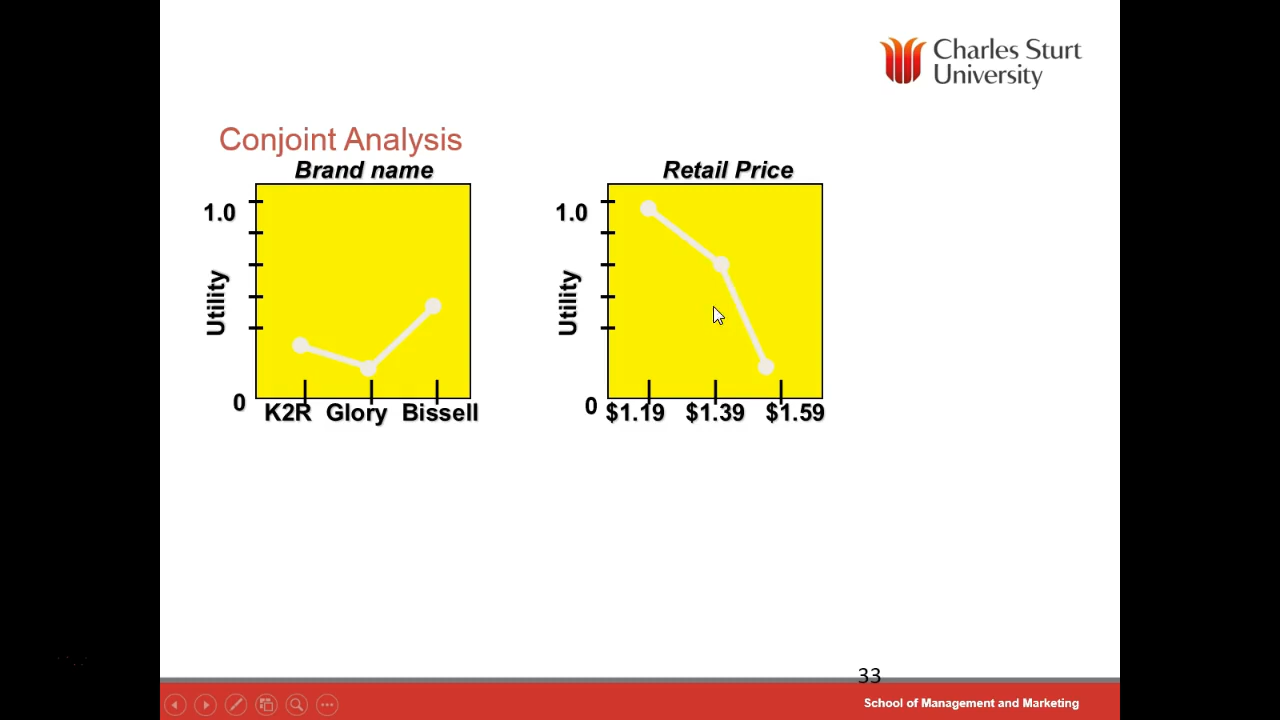 Charles Sturt
University
Conjoint Analysis
Brand name
1.0
Utility
0
K2R Glory Bissell
Retail Price
1.0
Utility
0
$1.19 $1.39 $1.59
33
School of Management and Marketing